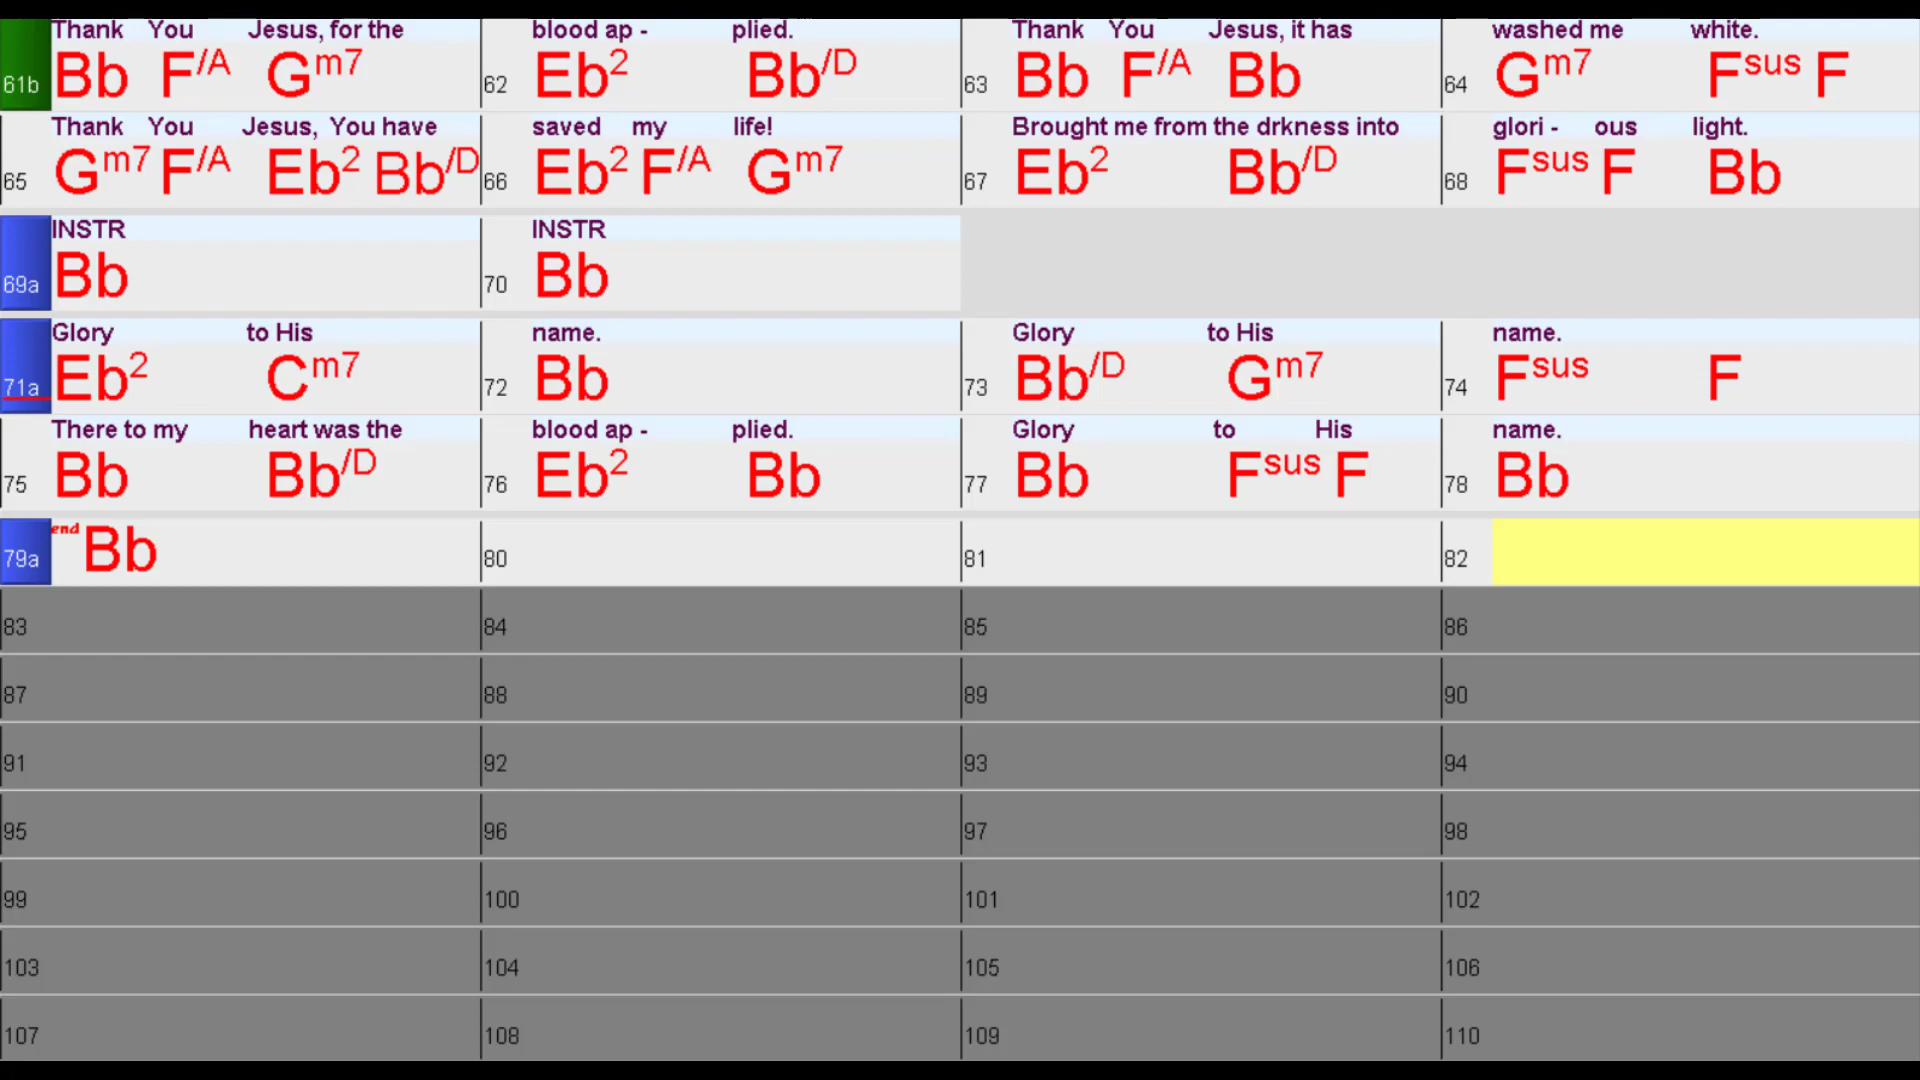 Thank You Jesus, for the blood ap - plied. Thank You Jesus, it has washed me white.
61b Bb F/A Gm7 62 Eb2 Bb/D 63 Bb F/A Bb 64 Gm7 Fsus F
Thank You Jesus, You have saved my life! Brought me from the drkness into glori - ous light.
65 Gm7 F/A Eb2 Bb/D 66 Eb2 F/A Gm7 67 Eb2 Bb/D 68 Fsus F Bb
INSTR INSTR
69a Bb 70 Bb
Glory to His name. Glory to His name.
71a Eb2 Cm7 72 Bb 73 Bb/D Gm7 74 Fsus F
There to my heart was the blood ap - plied. Glory to His name.
75 Bb Bb/D 76 Eb2 Bb 77 Bb Fsus F 78 Bb
79a end Bb 80 81 82
83 84 85 86
87 88 89 90
91 92 93 94
95 96 97 98
99 100 101 102
103 104 105 106
107 108 109 110